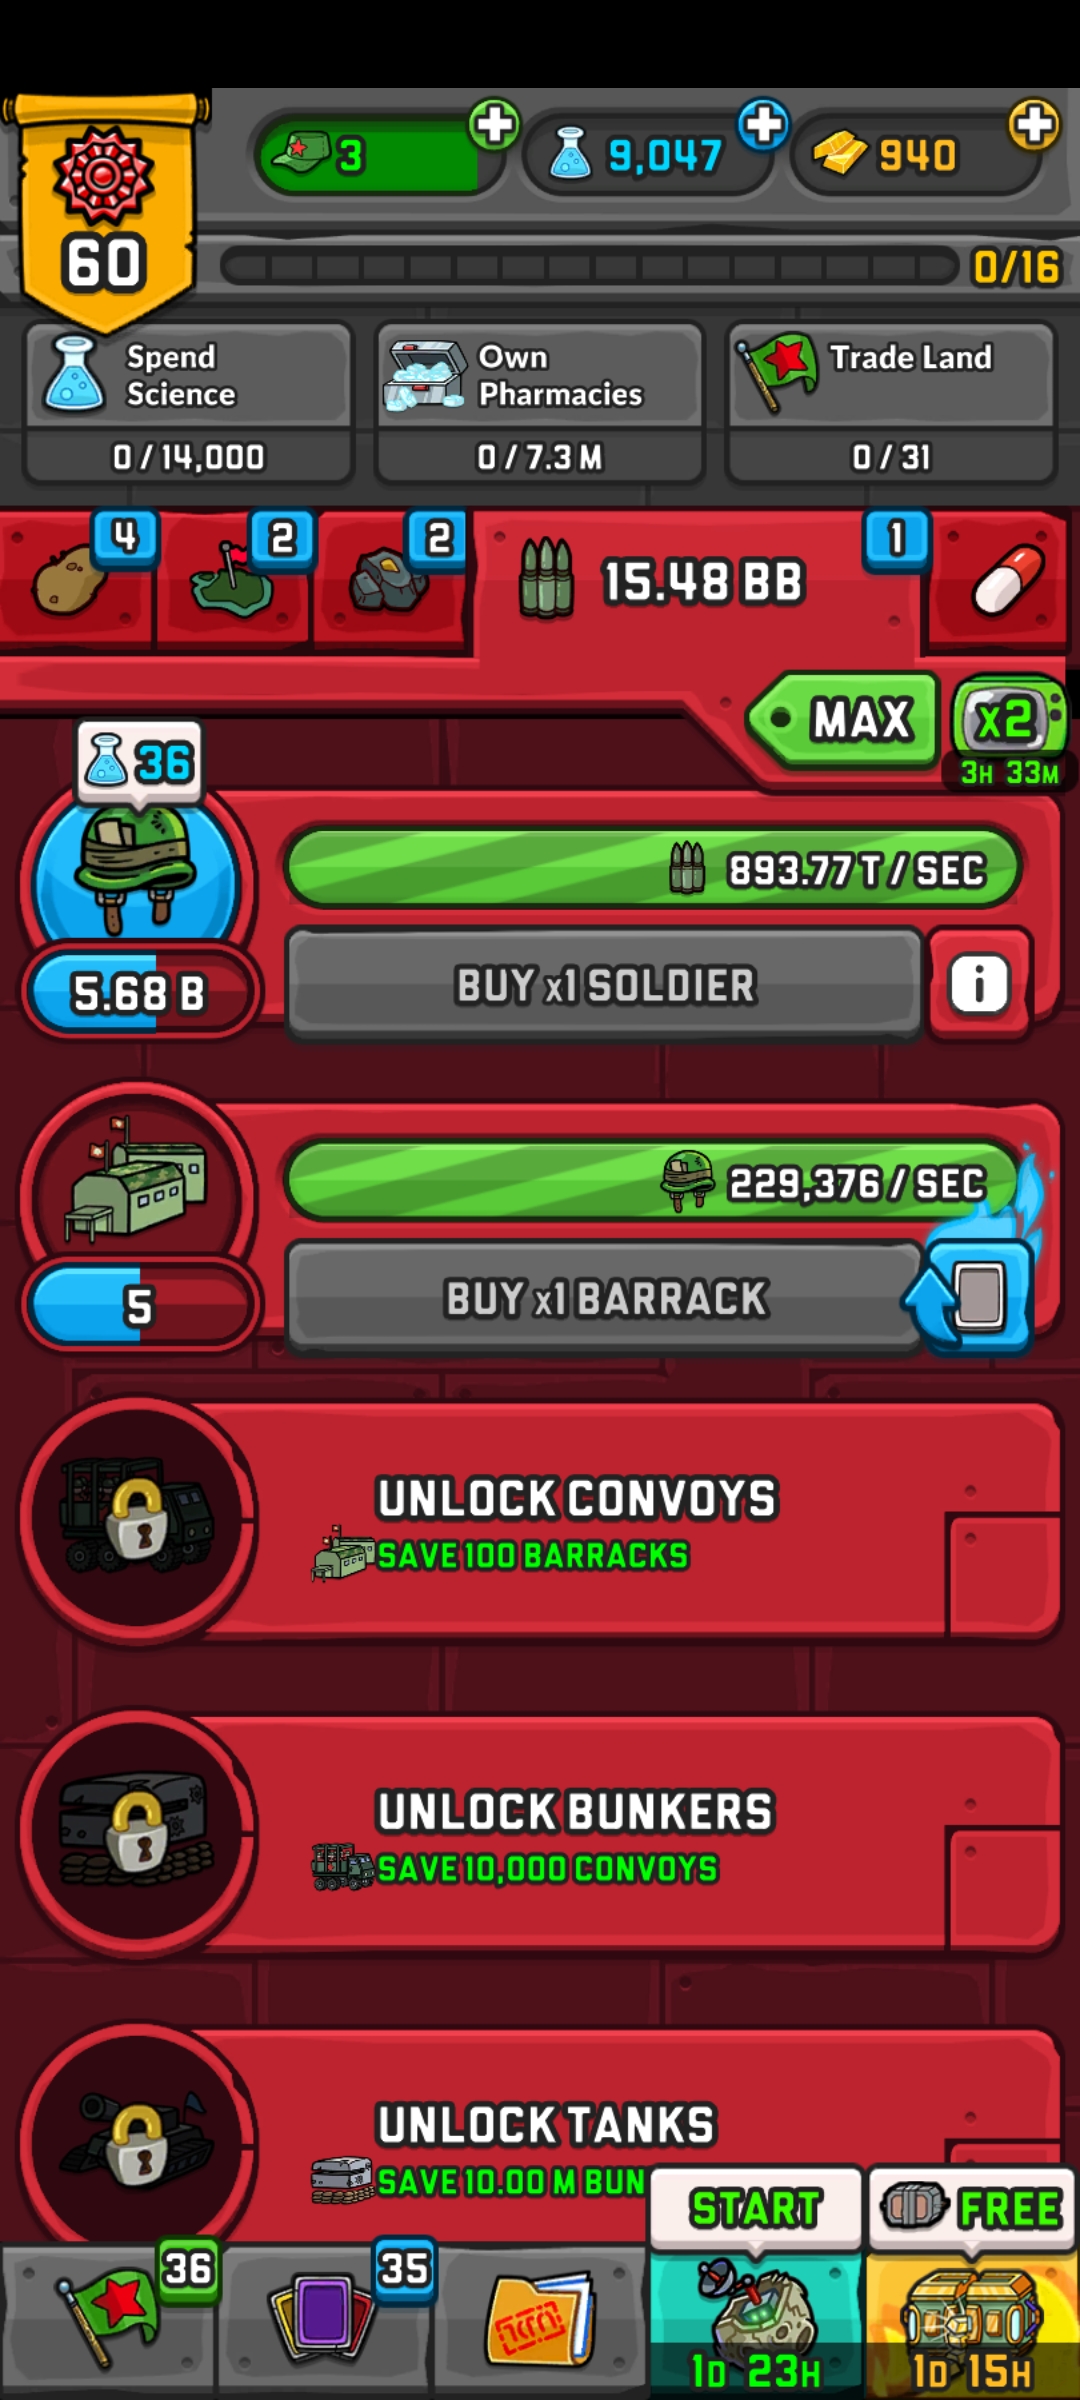 3
9,047
940
60
0/16
Spend
Science
0/14,000
Own
Pharmacies
0/7.3 M
Trade Land
0/31
4
2
2
15.48 BB
1
MAX
x2
3H 33M
36
893.77 T / SEC
5.68 B
BUY x1 SOLDIER
i
229,376 / SEC
5
BUY x1 BARRACK
UNLOCK CONVOYS
SAVE 100 BARRACKS
UNLOCK BUNKERS
SAVE 10,000 CONVOYS
UNLOCK TANKS
SAVE 10.00 M BUN
START
FREE
36
35
1D 23H
1D 15H